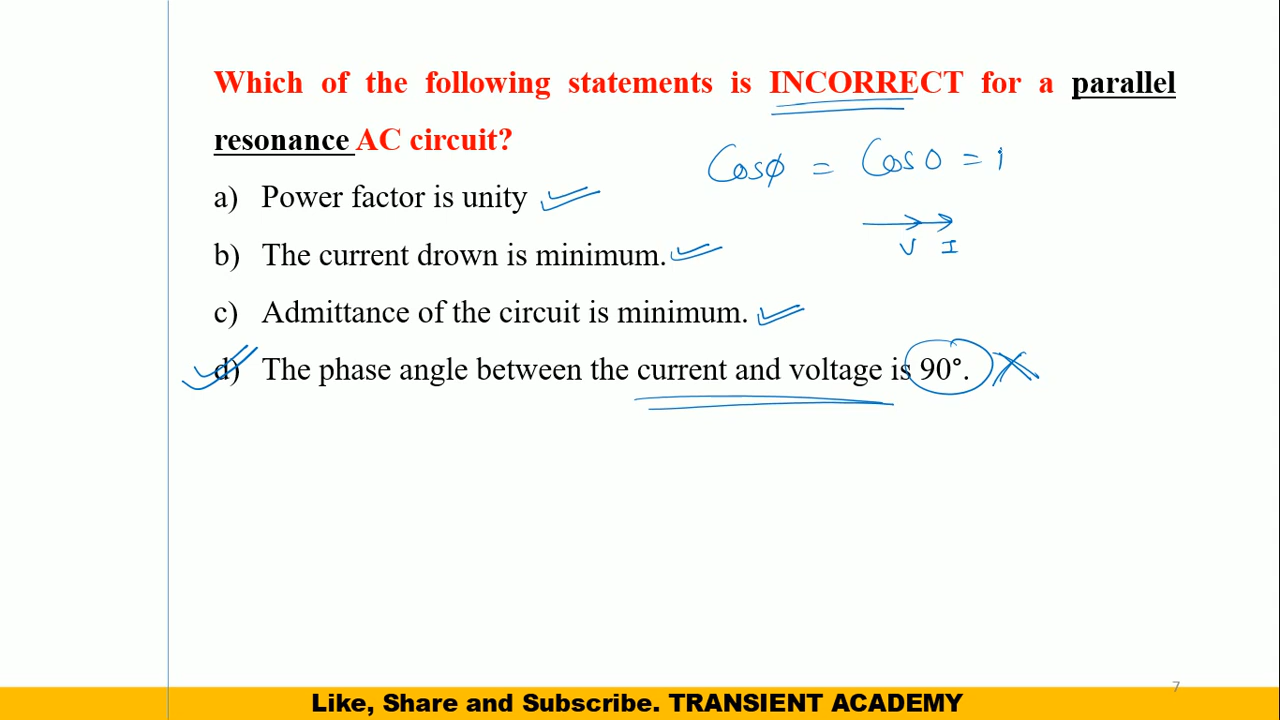 Which of the following statements is INCORRECT for a parallel
resonance AC circuit?
Cosϕ = Cos0 = 1
a) Power factor is unity
V I
b) The current drown is minimum.
c) Admittance of the circuit is minimum.
d) The phase angle between the current and voltage is 90°.
7
Like, Share and Subscribe. TRANSIENT ACADEMY